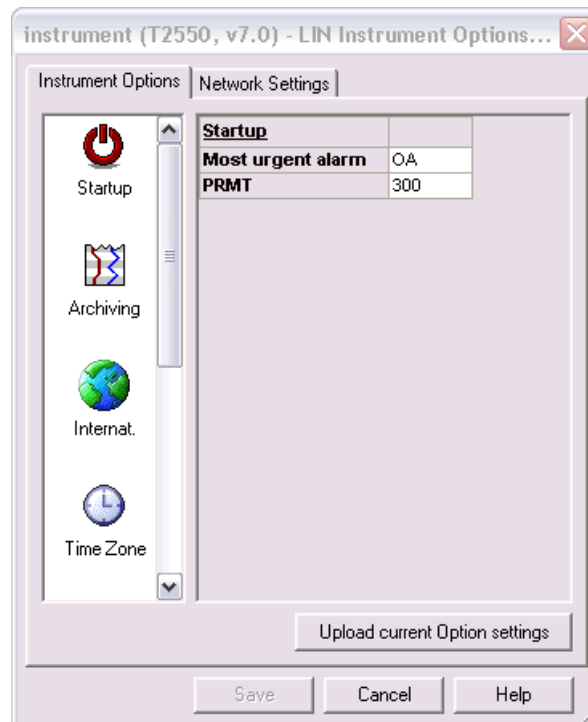 instrument (T2550, v7.0) - LIN Instrument Options...
Instrument Options Network Settings
Startup
Archiving
Internat.
Time Zone
Startup
Most urgent alarm OA
PRMT 300
Upload current Option settings
Save Cancel Help